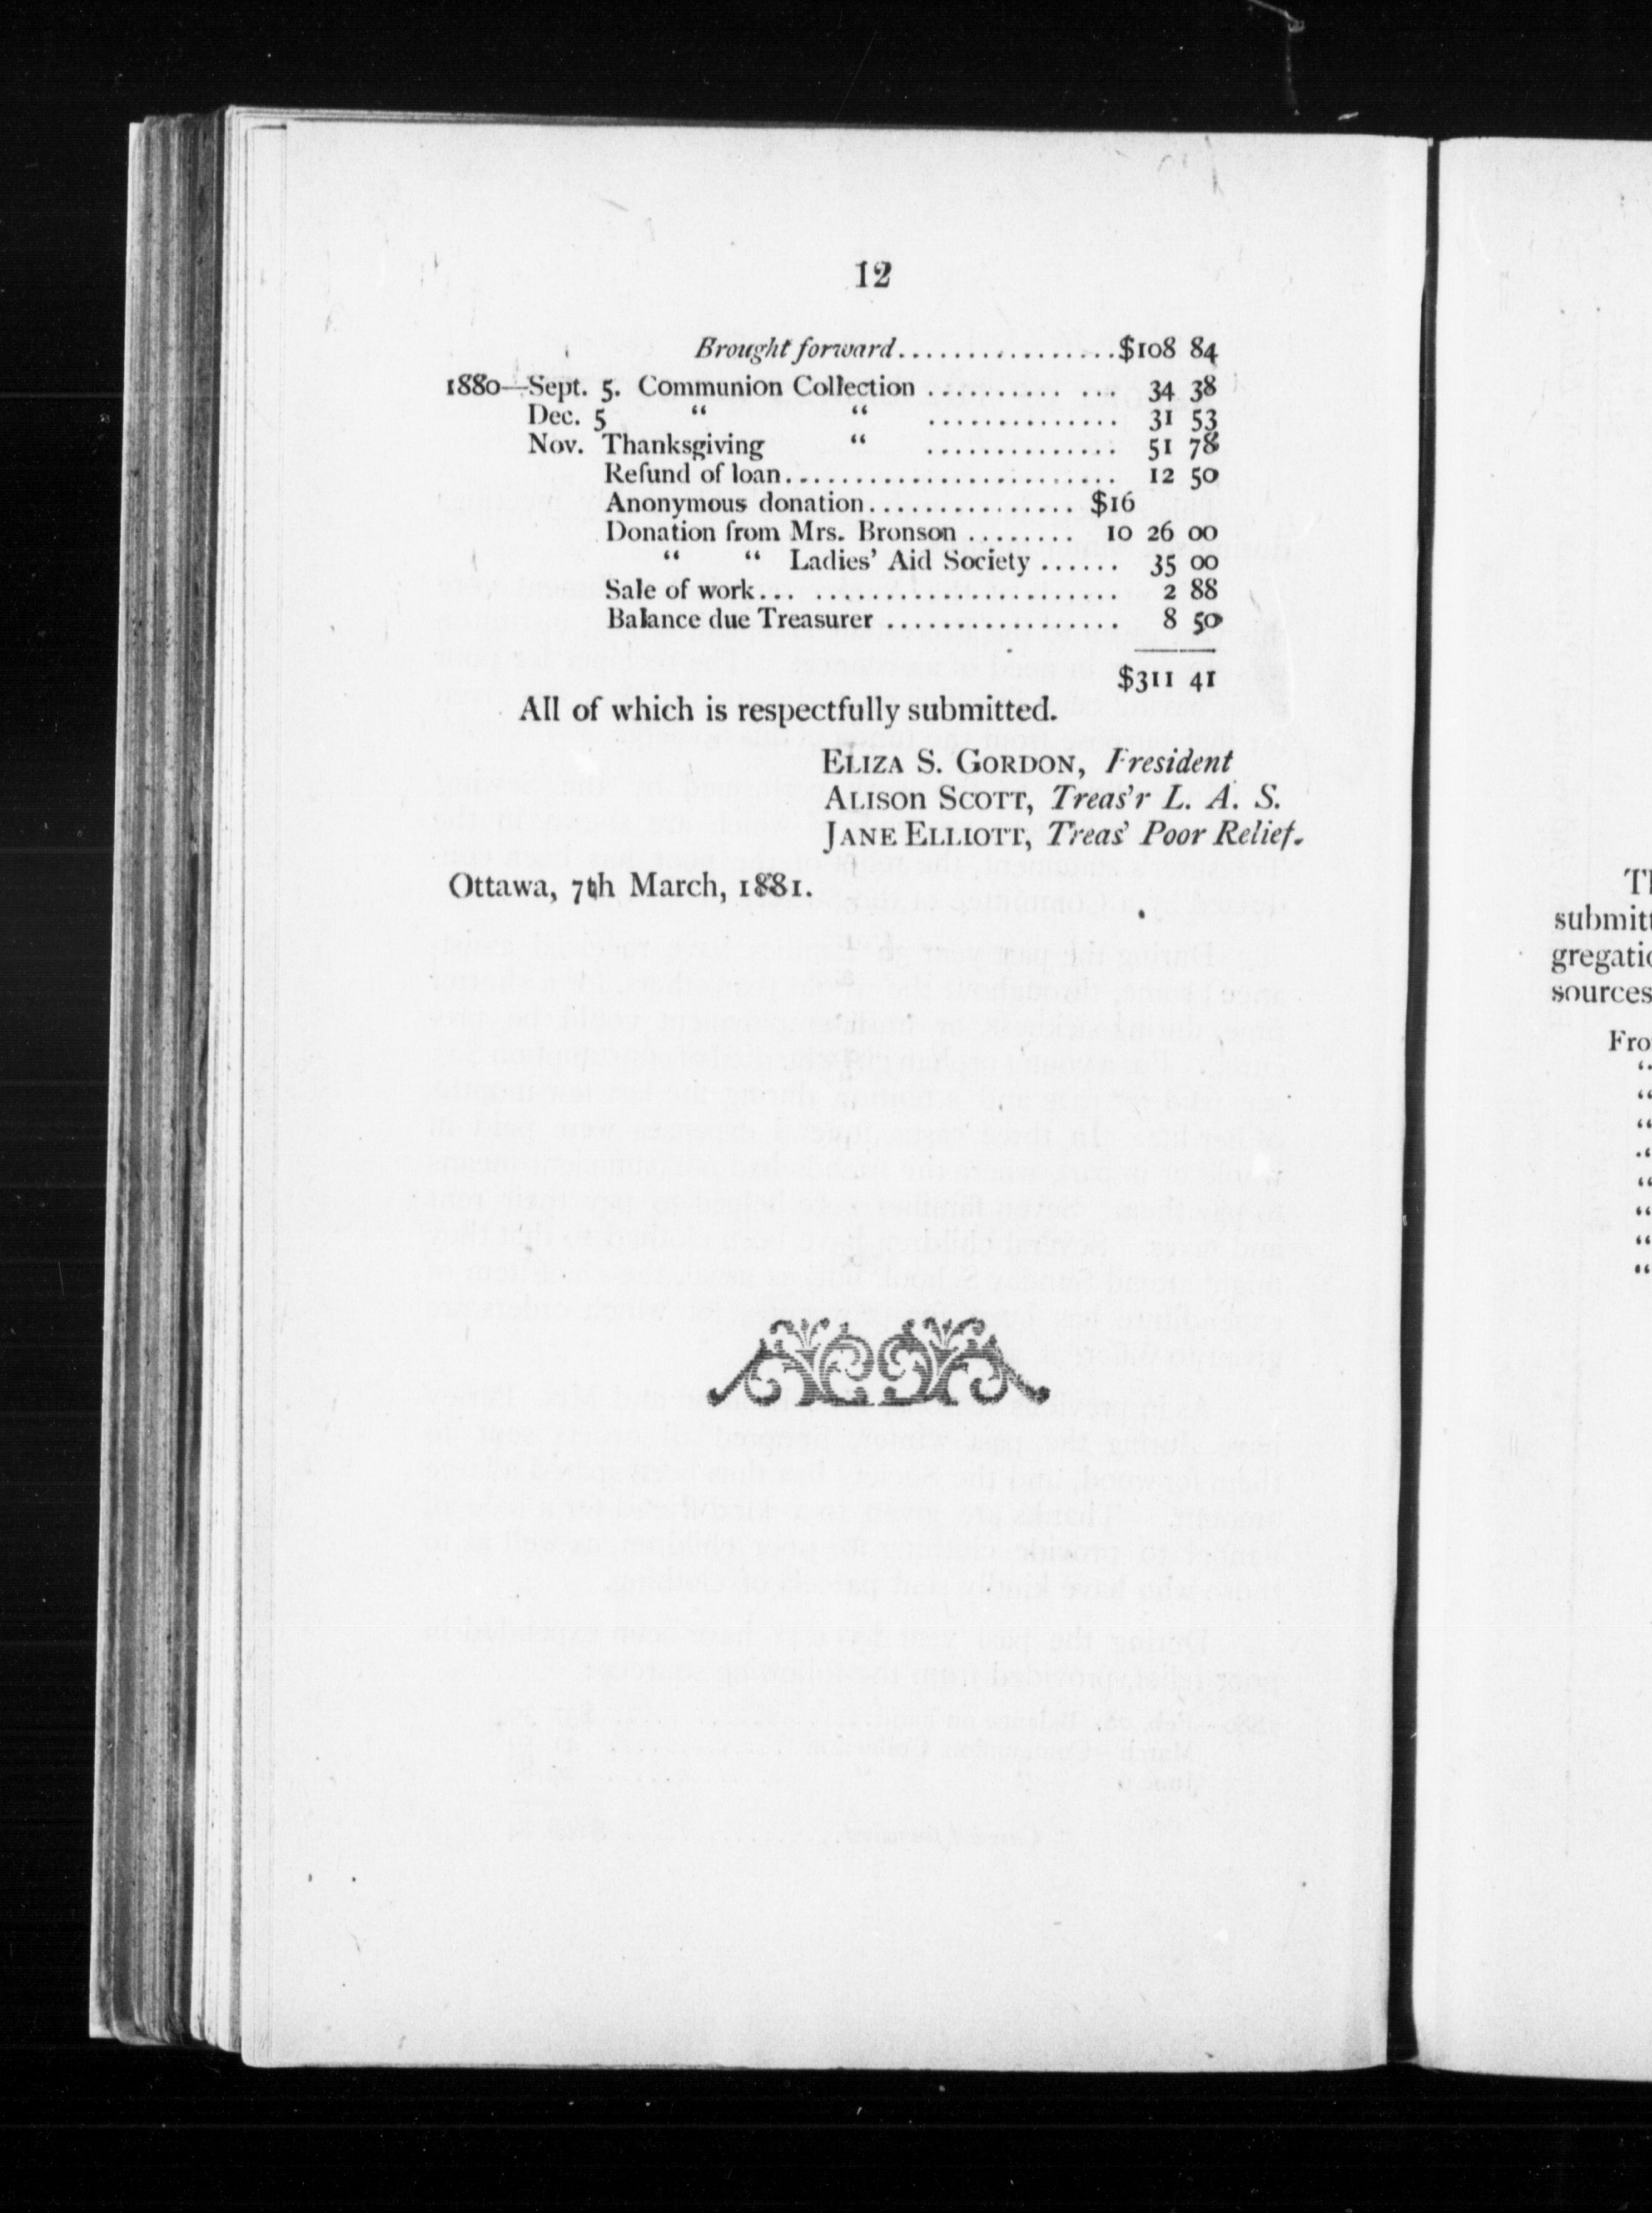 12
Brought forward................$108 84
1880—Sept. 5. Communion Collection .......... ... 34 38
Dec. 5 “ “ .............. 31 53
Nov. Thanksgiving “ .............. 51 78
Refund of loan........................ 12 50
Anonymous donation............... $16
Donation from Mrs. Bronson ........ 10 26 00
“ “ Ladies' Aid Society ...... 35 00
Sale of work... ...................... 2 88
Balance due Treasurer ................. 8 50
$311 41
All of which is respectfully submitted.
ELIZA S. GORDON, President
ALISON SCOTT, Treas'r L. A. S.
JANE ELLIOTT, Treas' Poor Relief.
Ottawa, 7th March, 1881.
submit
sources
Fro